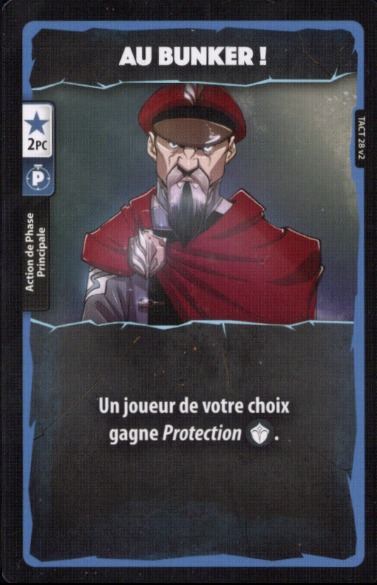 AU BUNKER !
2PC
P
TACT 28 v2
Action de Phase
Principale
Un joueur de votre choix
gagne Protection .